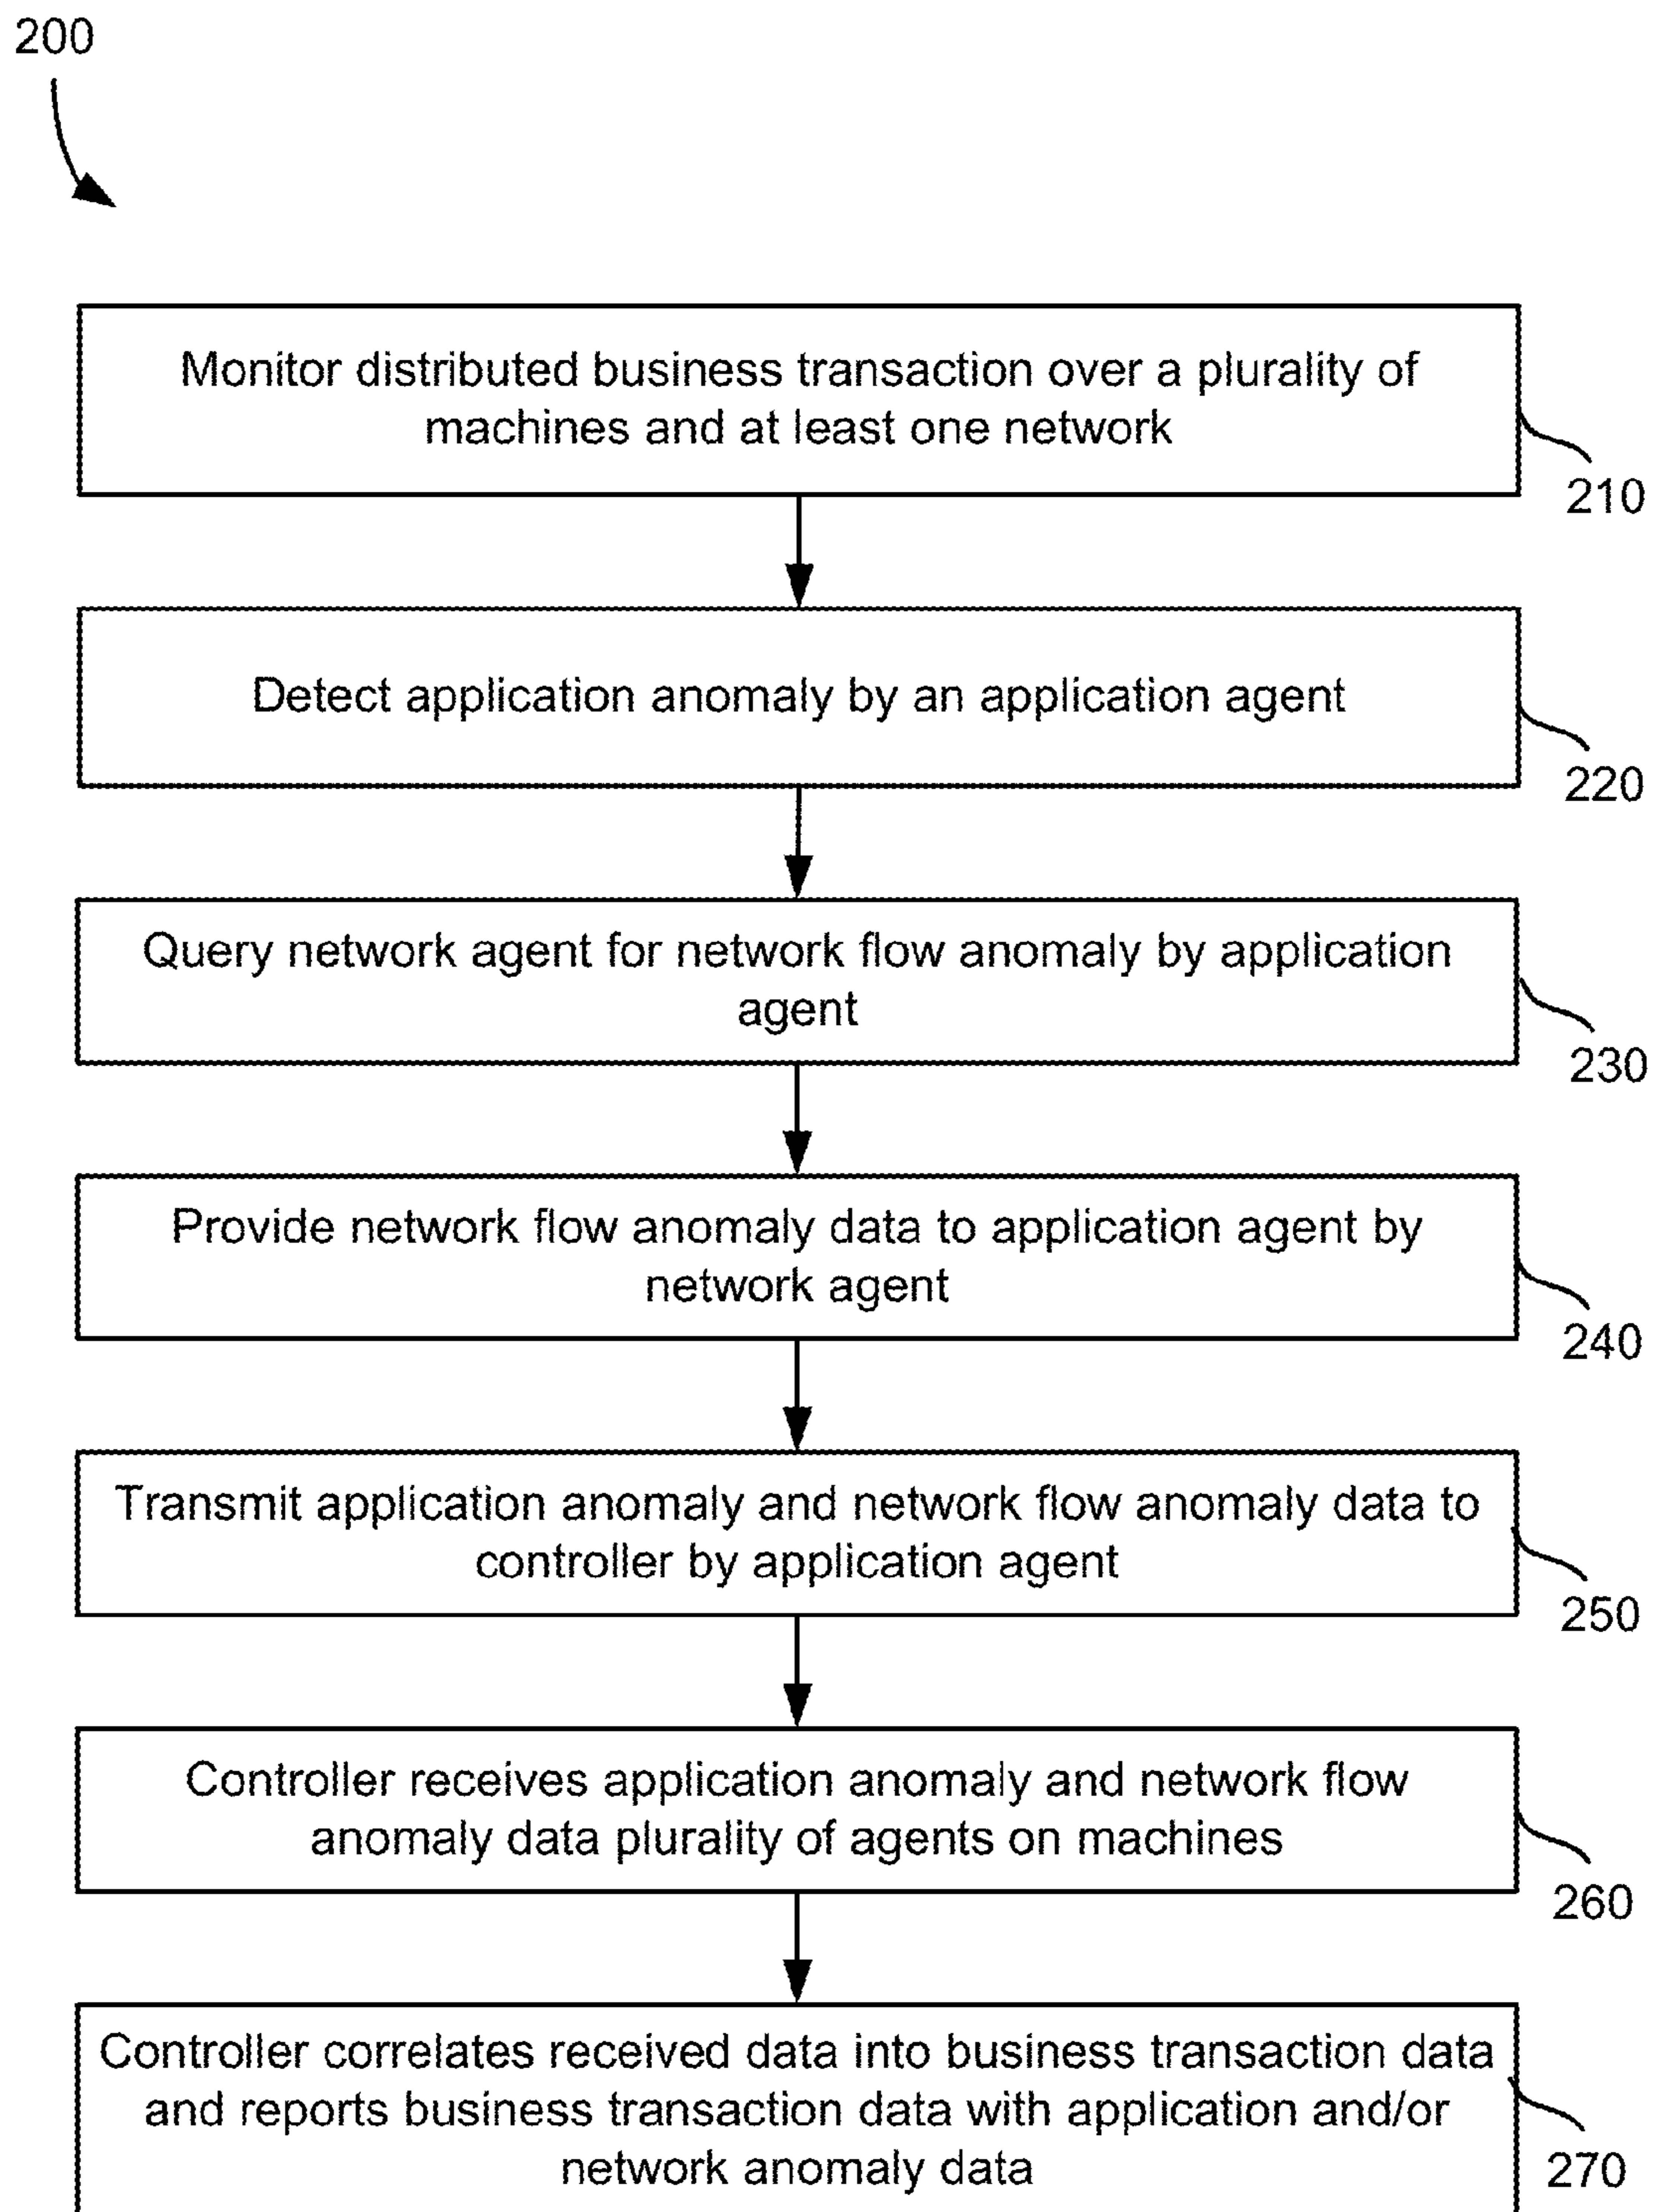 200
Monitor distributed business transaction over a plurality of
machines and at least one network
210
Detect application anomaly by an application agent
220
Query network agent for network flow anomaly by application
agent
230
Provide network flow anomaly data to application agent by
network agent
240
Transmit application anomaly and network flow anomaly data to
controller by application agent
250
Controller receives application anomaly and network flow
anomaly data plurality of agents on machines
260
Controller correlates received data into business transaction data
and reports business transaction data with application and/or
network anomaly data
270